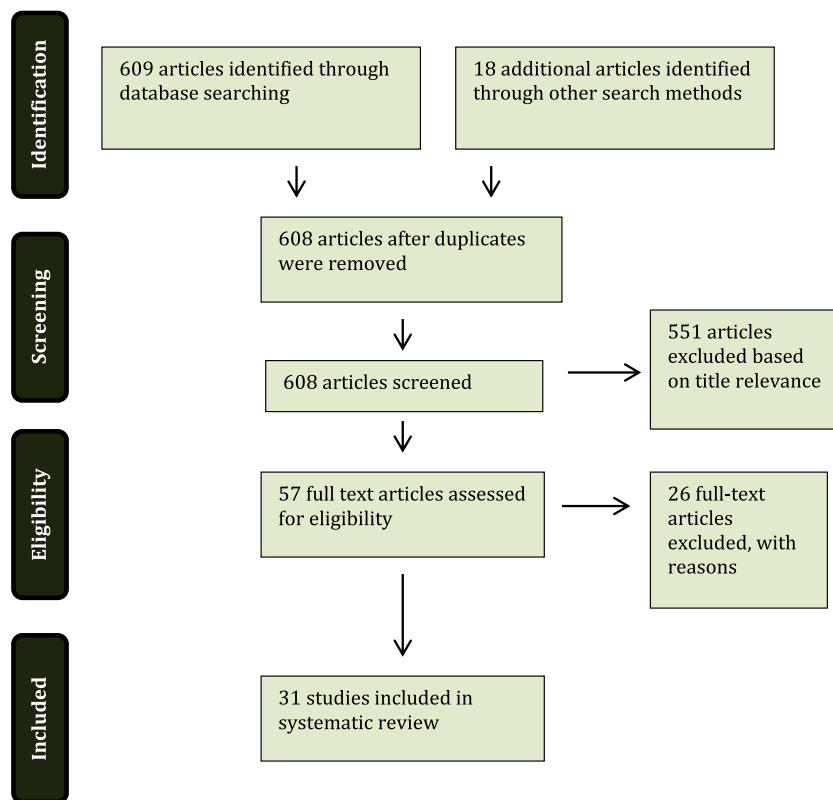 Identification
609 articles identified through
database searching
18 additional articles identified
through other search methods
Screening
608 articles after duplicates
were removed
608 articles screened
551 articles
excluded based
on title relevance
Eligibility
57 full text articles assessed
for eligibility
26 full-text
articles
excluded, with
reasons
Included
31 studies included in
systematic review